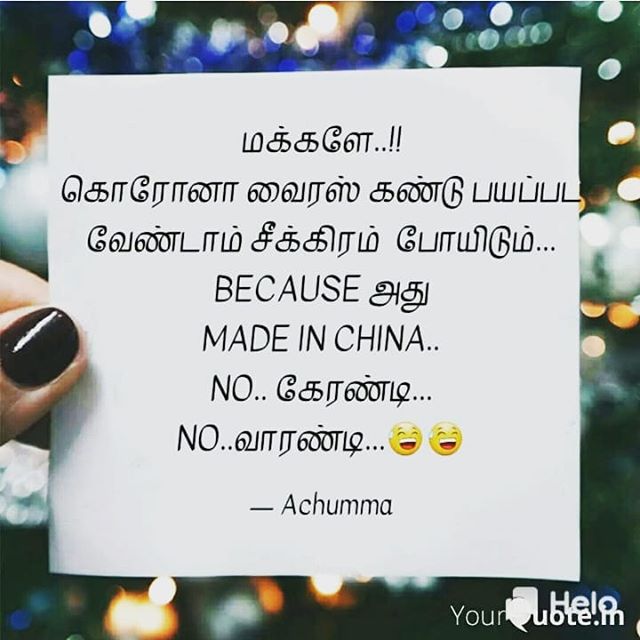 மக்களே..!!
கொரோனா வைரஸ் கண்டு பயப்பட
வேண்டாம் சீக்கிரம் போயிடும்...
BECAUSE அது
MADE IN CHINA..
NO.. கேரண்டி...
NO..வாரண்டி...😅😅
— Achumma
Helo
YourQuote.in